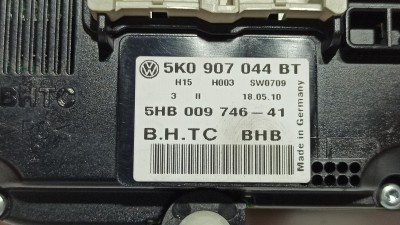 BHTC
5K0 907 044 BT
H15 H003 SW0709
3 II 18.05.10
5HB 009 746-41
B.H.TC BHB
Made in Germany